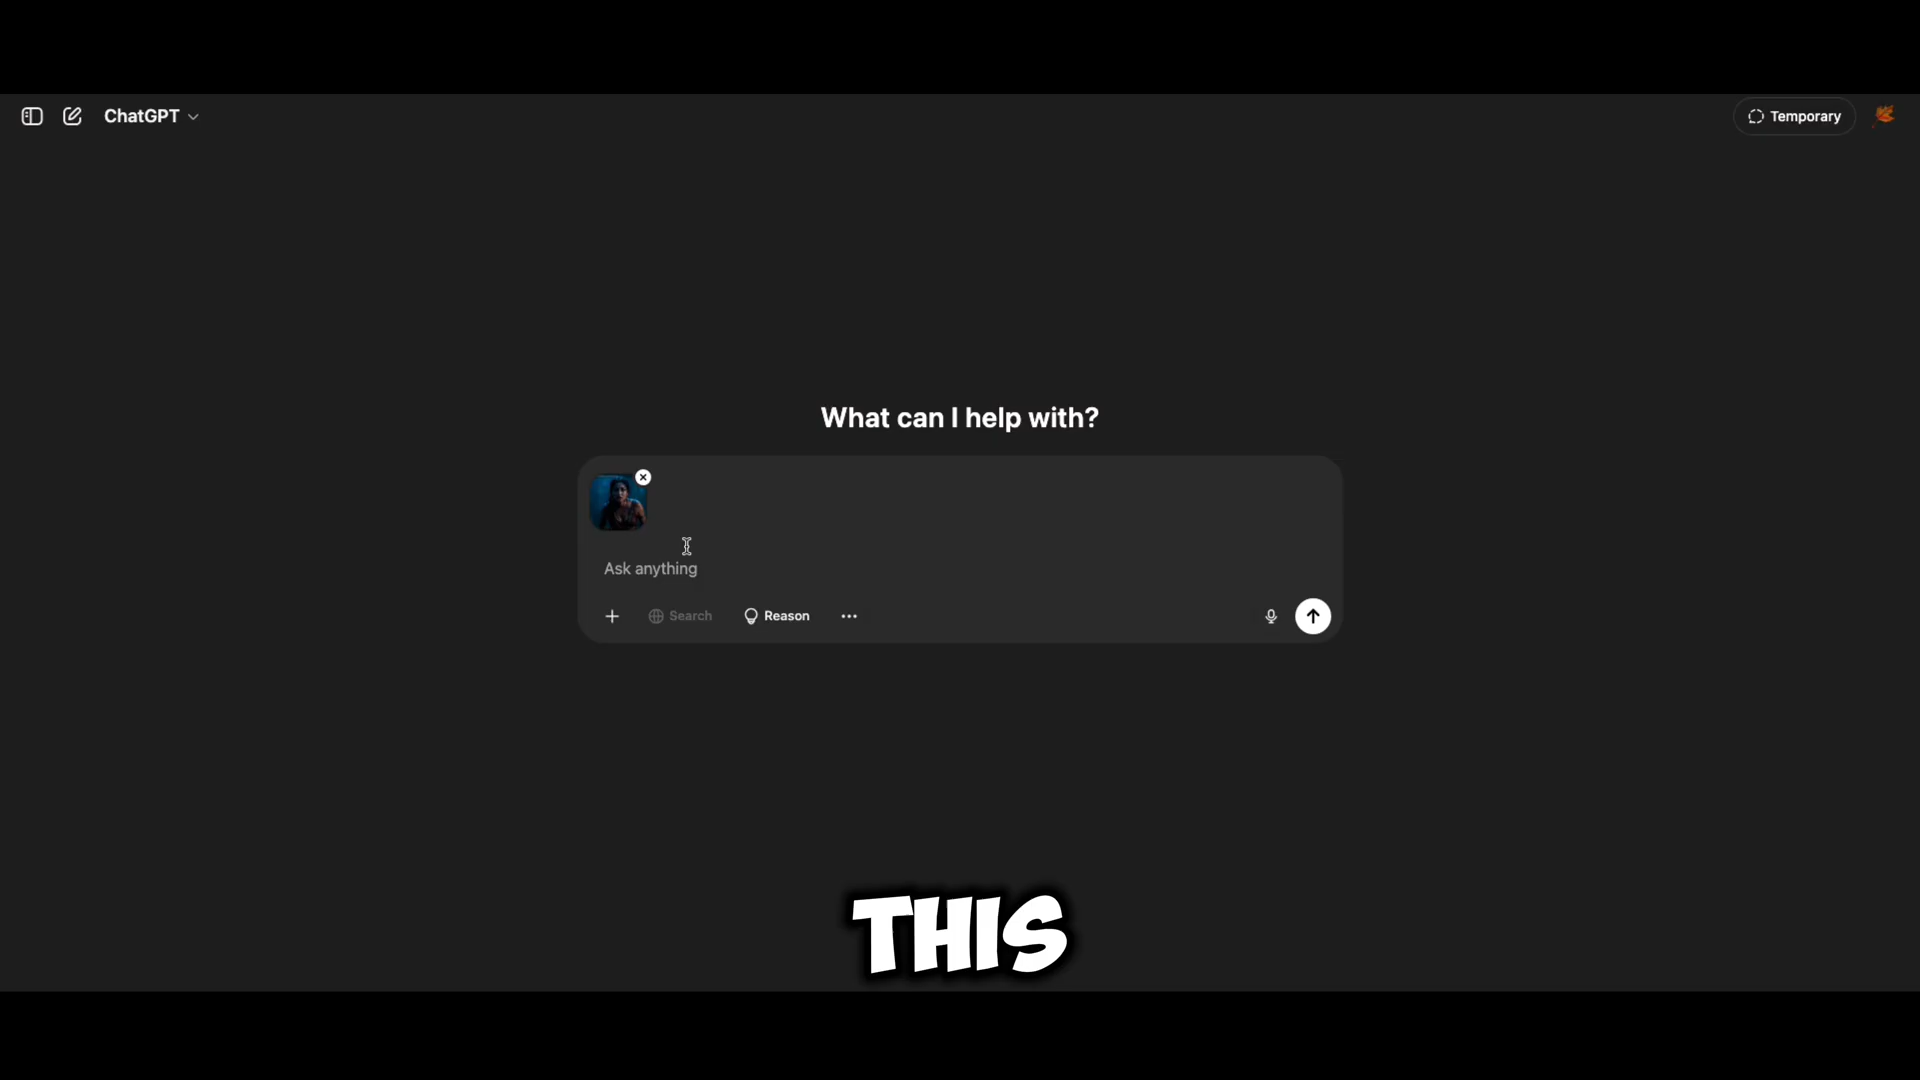 ChatGPT
Temporary
What can I help with?
Ask anything
Search
Reason
THIS